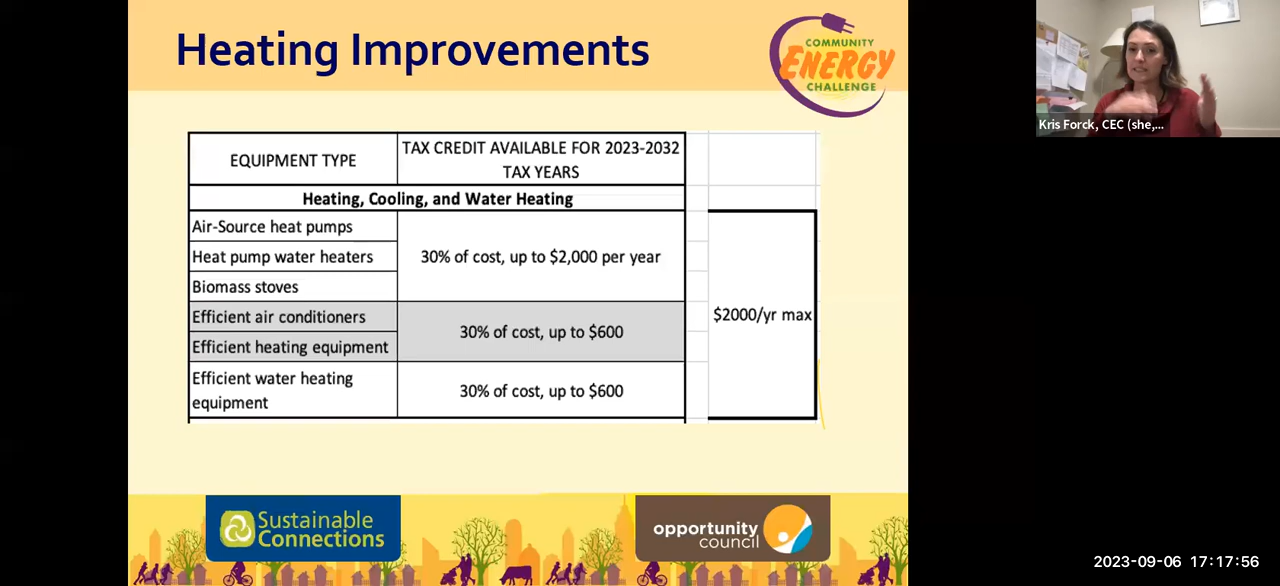 Heating Improvements
COMMUNITY
ENERGY
CHALLENGE
Kris Forck, CEC (she,...
EQUIPMENT TYPE
TAX CREDIT AVAILABLE FOR 2023-2032
TAX YEARS
Heating, Cooling, and Water Heating
Air-Source heat pumps
Heat pump water heaters
Biomass stoves
30% of cost, up to $2,000 per year
Efficient air conditioners
Efficient heating equipment
30% of cost, up to $600
Efficient water heating
equipment
30% of cost, up to $600
$2000/yr max
Sustainable
Connections
opportunity
council
2023-09-06 17:17:56